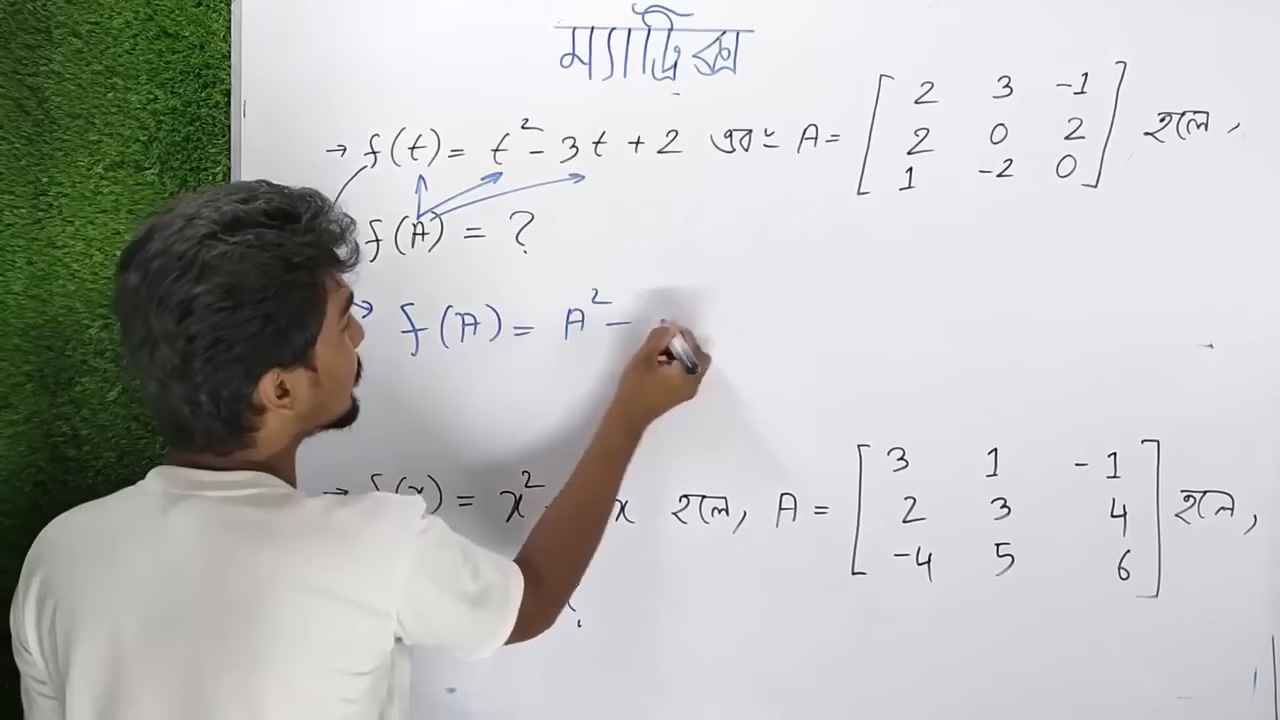 ম্যাট্রিক্স
→ f(t) = t² - 3t + 2 এবং A = [2 3 -1; 2 0 2; 1 -2 0] হলে,
f(A) = ?
→ f(A) = A² -
→ f(x) = x² - x হলে, A = [3 1 -1; 2 3 4; -4 5 6] হলে,
?